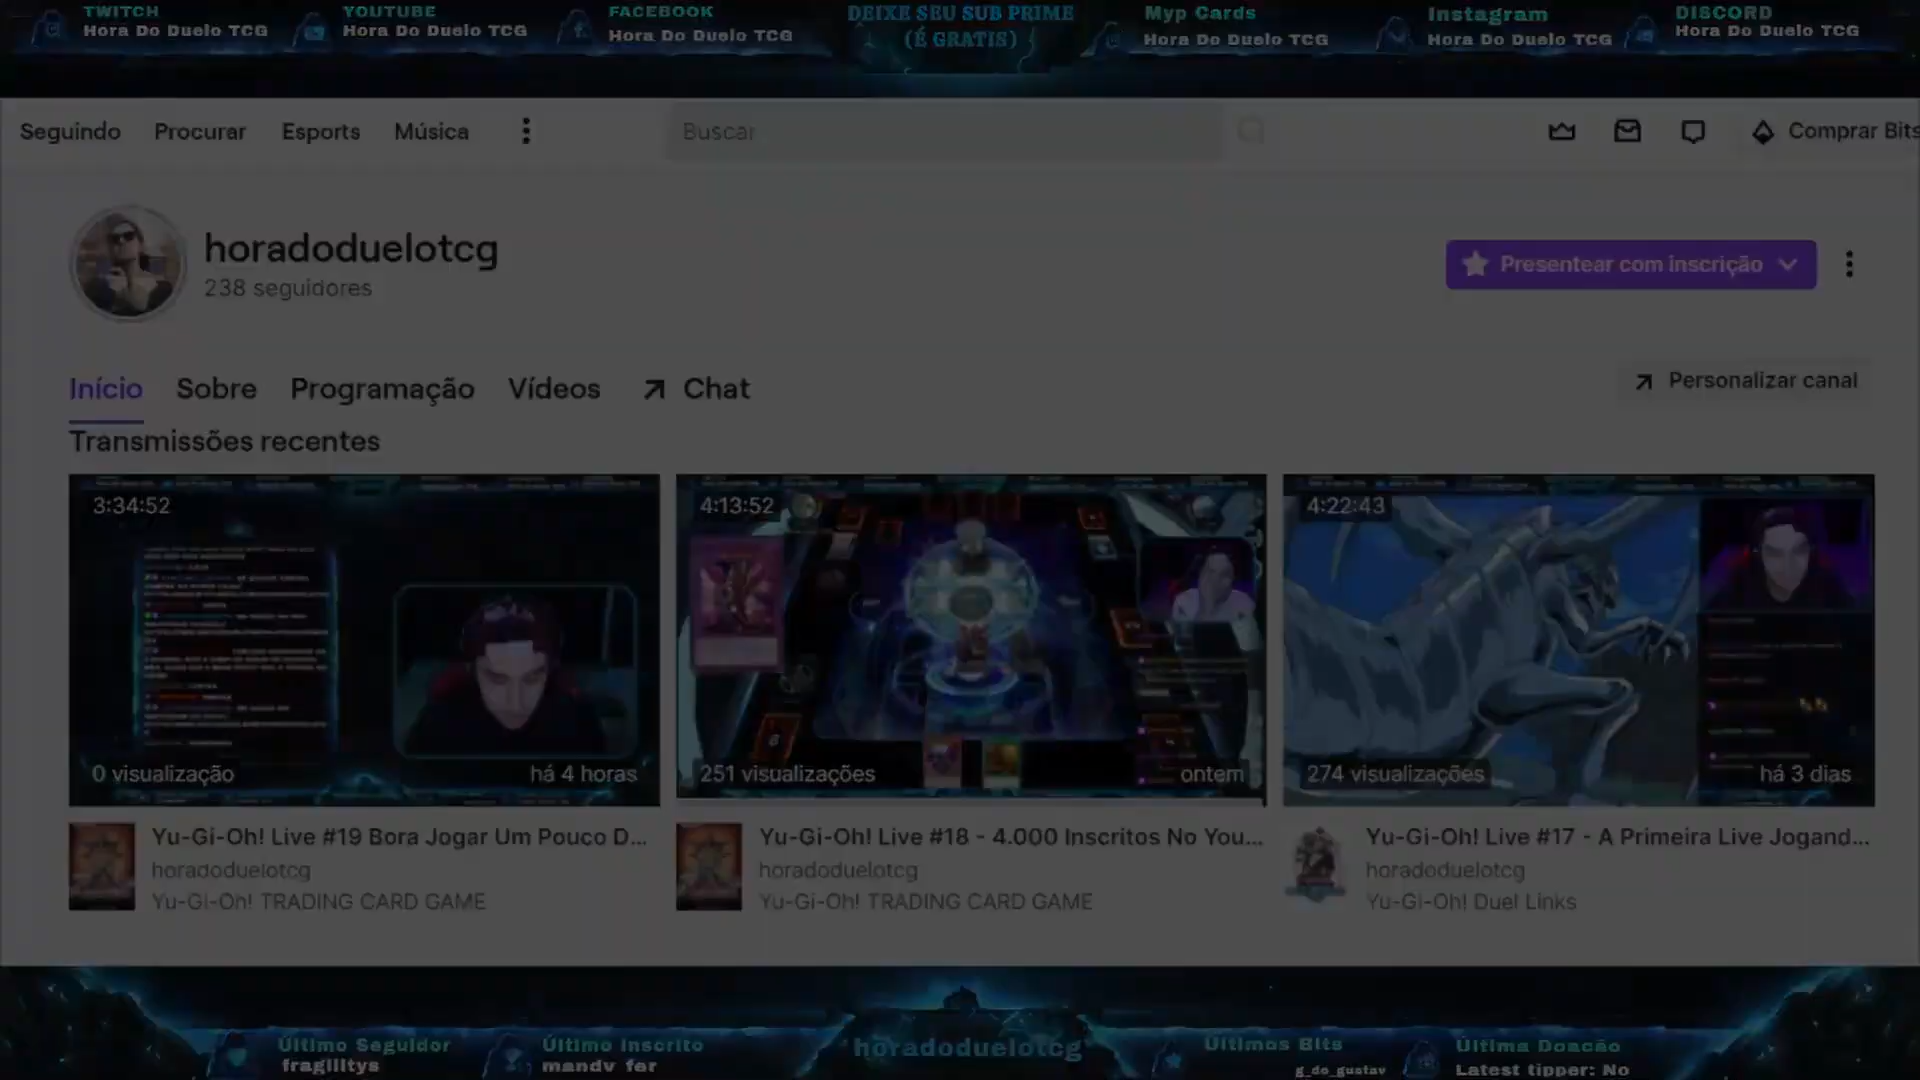 TWITCH
Hora Do Duelo TCG
YOUTUBE
Hora Do Duelo TCG
FACEBOOK
Hora Do Duelo TCG
DEIXE SEU SUB PRIME
(É GRATIS)
Myp Cards
Hora Do Duelo TCG
Instagram
Hora Do Duelo TCG
DISCORD
Hora Do Duelo TCG
Seguindo Procurar Esports Música Buscar Comprar Bits
horadoduelotcg
238 seguidores
Presentear com inscrição
Início Sobre Programação Vídeos Chat
Personalizar canal
Transmissões recentes
3:34:52
0 visualização há 4 horas
Yu-Gi-Oh! Live #19 Bora Jogar Um Pouco D...
horadoduelotcg
Yu-Gi-Oh! TRADING CARD GAME
4:13:52
251 visualizações ontem
Yu-Gi-Oh! Live #18 - 4.000 Inscritos No You...
horadoduelotcg
Yu-Gi-Oh! TRADING CARD GAME
4:22:43
274 visualizações há 3 dias
Yu-Gi-Oh! Live #17 - A Primeira Live Jogand...
horadoduelotcg
Yu-Gi-Oh! Duel Links
Último Seguidor
fragilitys
Último Inscrito
mandy fer
horadoduelotcg
Últimos Bits
g_do_gustav
Última Doacão
Latest tipper: No